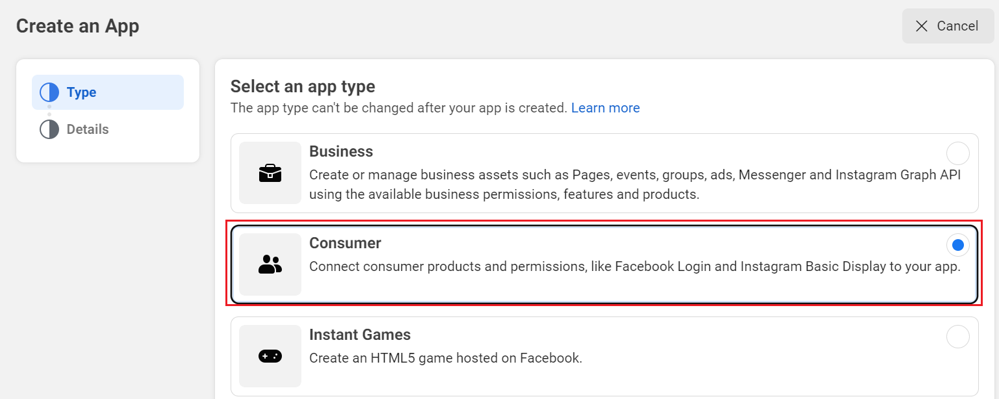 Create an App
Cancel
Type
Details
Select an app type
The app type can't be changed after your app is created. Learn more
Business
Create or manage business assets such as Pages, events, groups, ads, Messenger and Instagram Graph API
using the available business permissions, features and products.
Consumer
Connect consumer products and permissions, like Facebook Login and Instagram Basic Display to your app.
Instant Games
Create an HTML5 game hosted on Facebook.